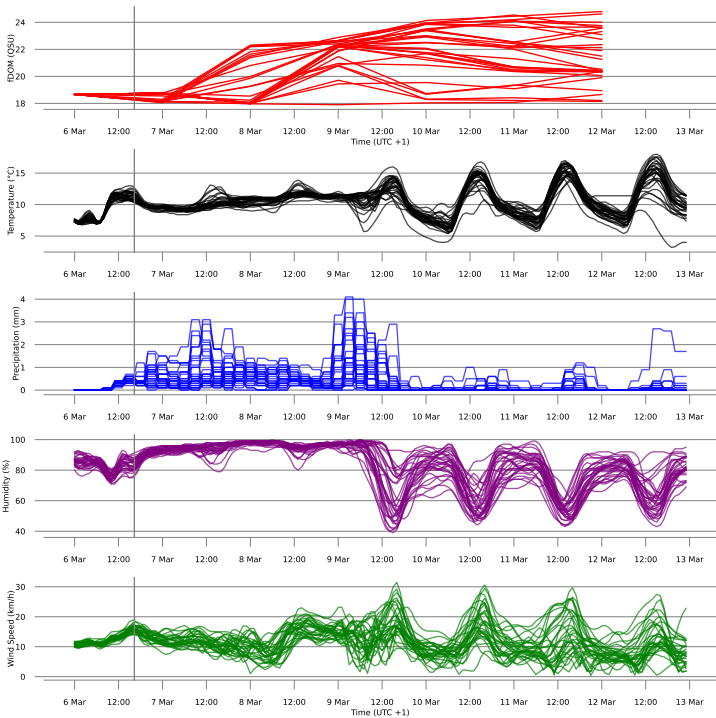 24
22
20
18
fDOM (QSU)
6 Mar 12:00 7 Mar 12:00 8 Mar 12:00 9 Mar 12:00 10 Mar 12:00 11 Mar 12:00 12 Mar 12:00 13 Mar
Time (UTC +1)
15
10
5
Temperature (°C)
6 Mar 12:00 7 Mar 12:00 8 Mar 12:00 9 Mar 12:00 10 Mar 12:00 11 Mar 12:00 12 Mar 12:00 13 Mar
4
3
2
1
0
Precipitation (mm)
6 Mar 12:00 7 Mar 12:00 8 Mar 12:00 9 Mar 12:00 10 Mar 12:00 11 Mar 12:00 12 Mar 12:00 13 Mar
100
80
60
40
Humidity (%)
6 Mar 12:00 7 Mar 12:00 8 Mar 12:00 9 Mar 12:00 10 Mar 12:00 11 Mar 12:00 12 Mar 12:00 13 Mar
30
20
10
0
Wind Speed (km/h)
6 Mar 12:00 7 Mar 12:00 8 Mar 12:00 9 Mar 12:00 10 Mar 12:00 11 Mar 12:00 12 Mar 12:00 13 Mar
Time (UTC +1)